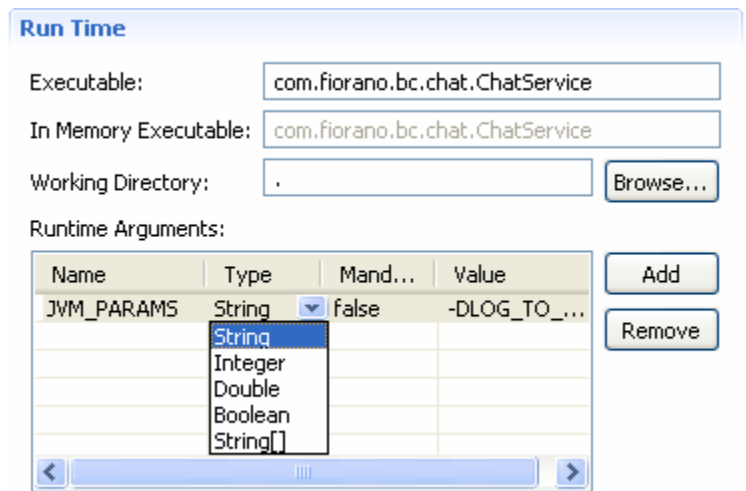 Run Time
Executable: com.fiorano.bc.chat.ChatService
In Memory Executable: com.fiorano.bc.chat.ChatService
Working Directory: . Browse...
Runtime Arguments:
Name Type Mand... Value Add
JVM_PARAMS String false -DLOG_TO_... Remove
String
Integer
Double
Boolean
String[]